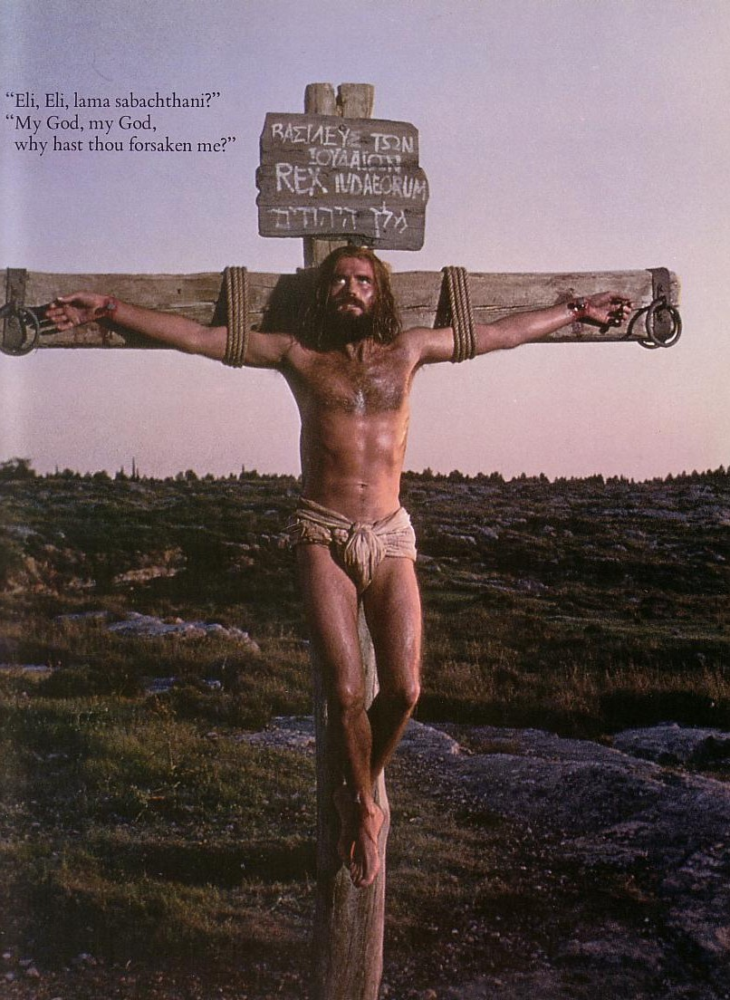 “Eli, Eli, lama sabachthani?”
“My God, my God,
why hast thou forsaken me?”
ΒΑΣΙΛΕΥΣ ΤΩΝ
ΙΟΥΔΑΙΩΝ
REX IUDAEORUM
מלך היהודים